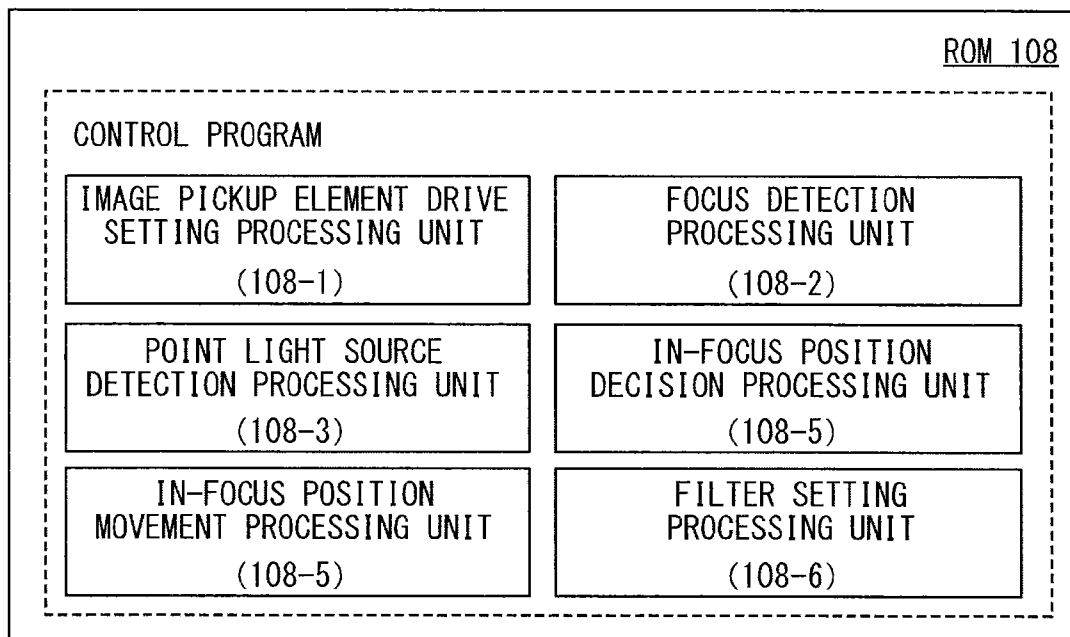 ROM 108
CONTROL PROGRAM
IMAGE PICKUP ELEMENT DRIVE
SETTING PROCESSING UNIT
(108-1)
FOCUS DETECTION
PROCESSING UNIT
(108-2)
POINT LIGHT SOURCE
DETECTION PROCESSING UNIT
(108-3)
IN-FOCUS POSITION
DECISION PROCESSING UNIT
(108-5)
IN-FOCUS POSITION
MOVEMENT PROCESSING UNIT
(108-5)
FILTER SETTING
PROCESSING UNIT
(108-6)